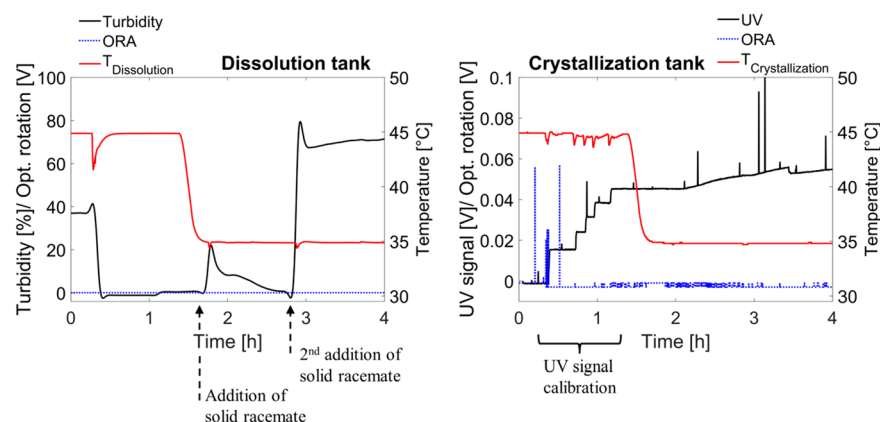 Turbidity
ORA
T_Dissolution
Dissolution tank
Turbidity [%]/ Opt. rotation [V]
100
80
60
40
20
0
50
45
40
35
30
Temperature [°C]
0
1
2
3
4
Time [h]
Addition of
solid racemate
2nd addition of
solid racemate
UV
ORA
T_Crystallization
Crystallization tank
UV signal [V]/ Opt. rotation [V]
0.1
0.08
0.06
0.04
0.02
0
50
45
40
35
30
Temperature [°C]
0
1
2
3
4
Time [h]
UV signal
calibration